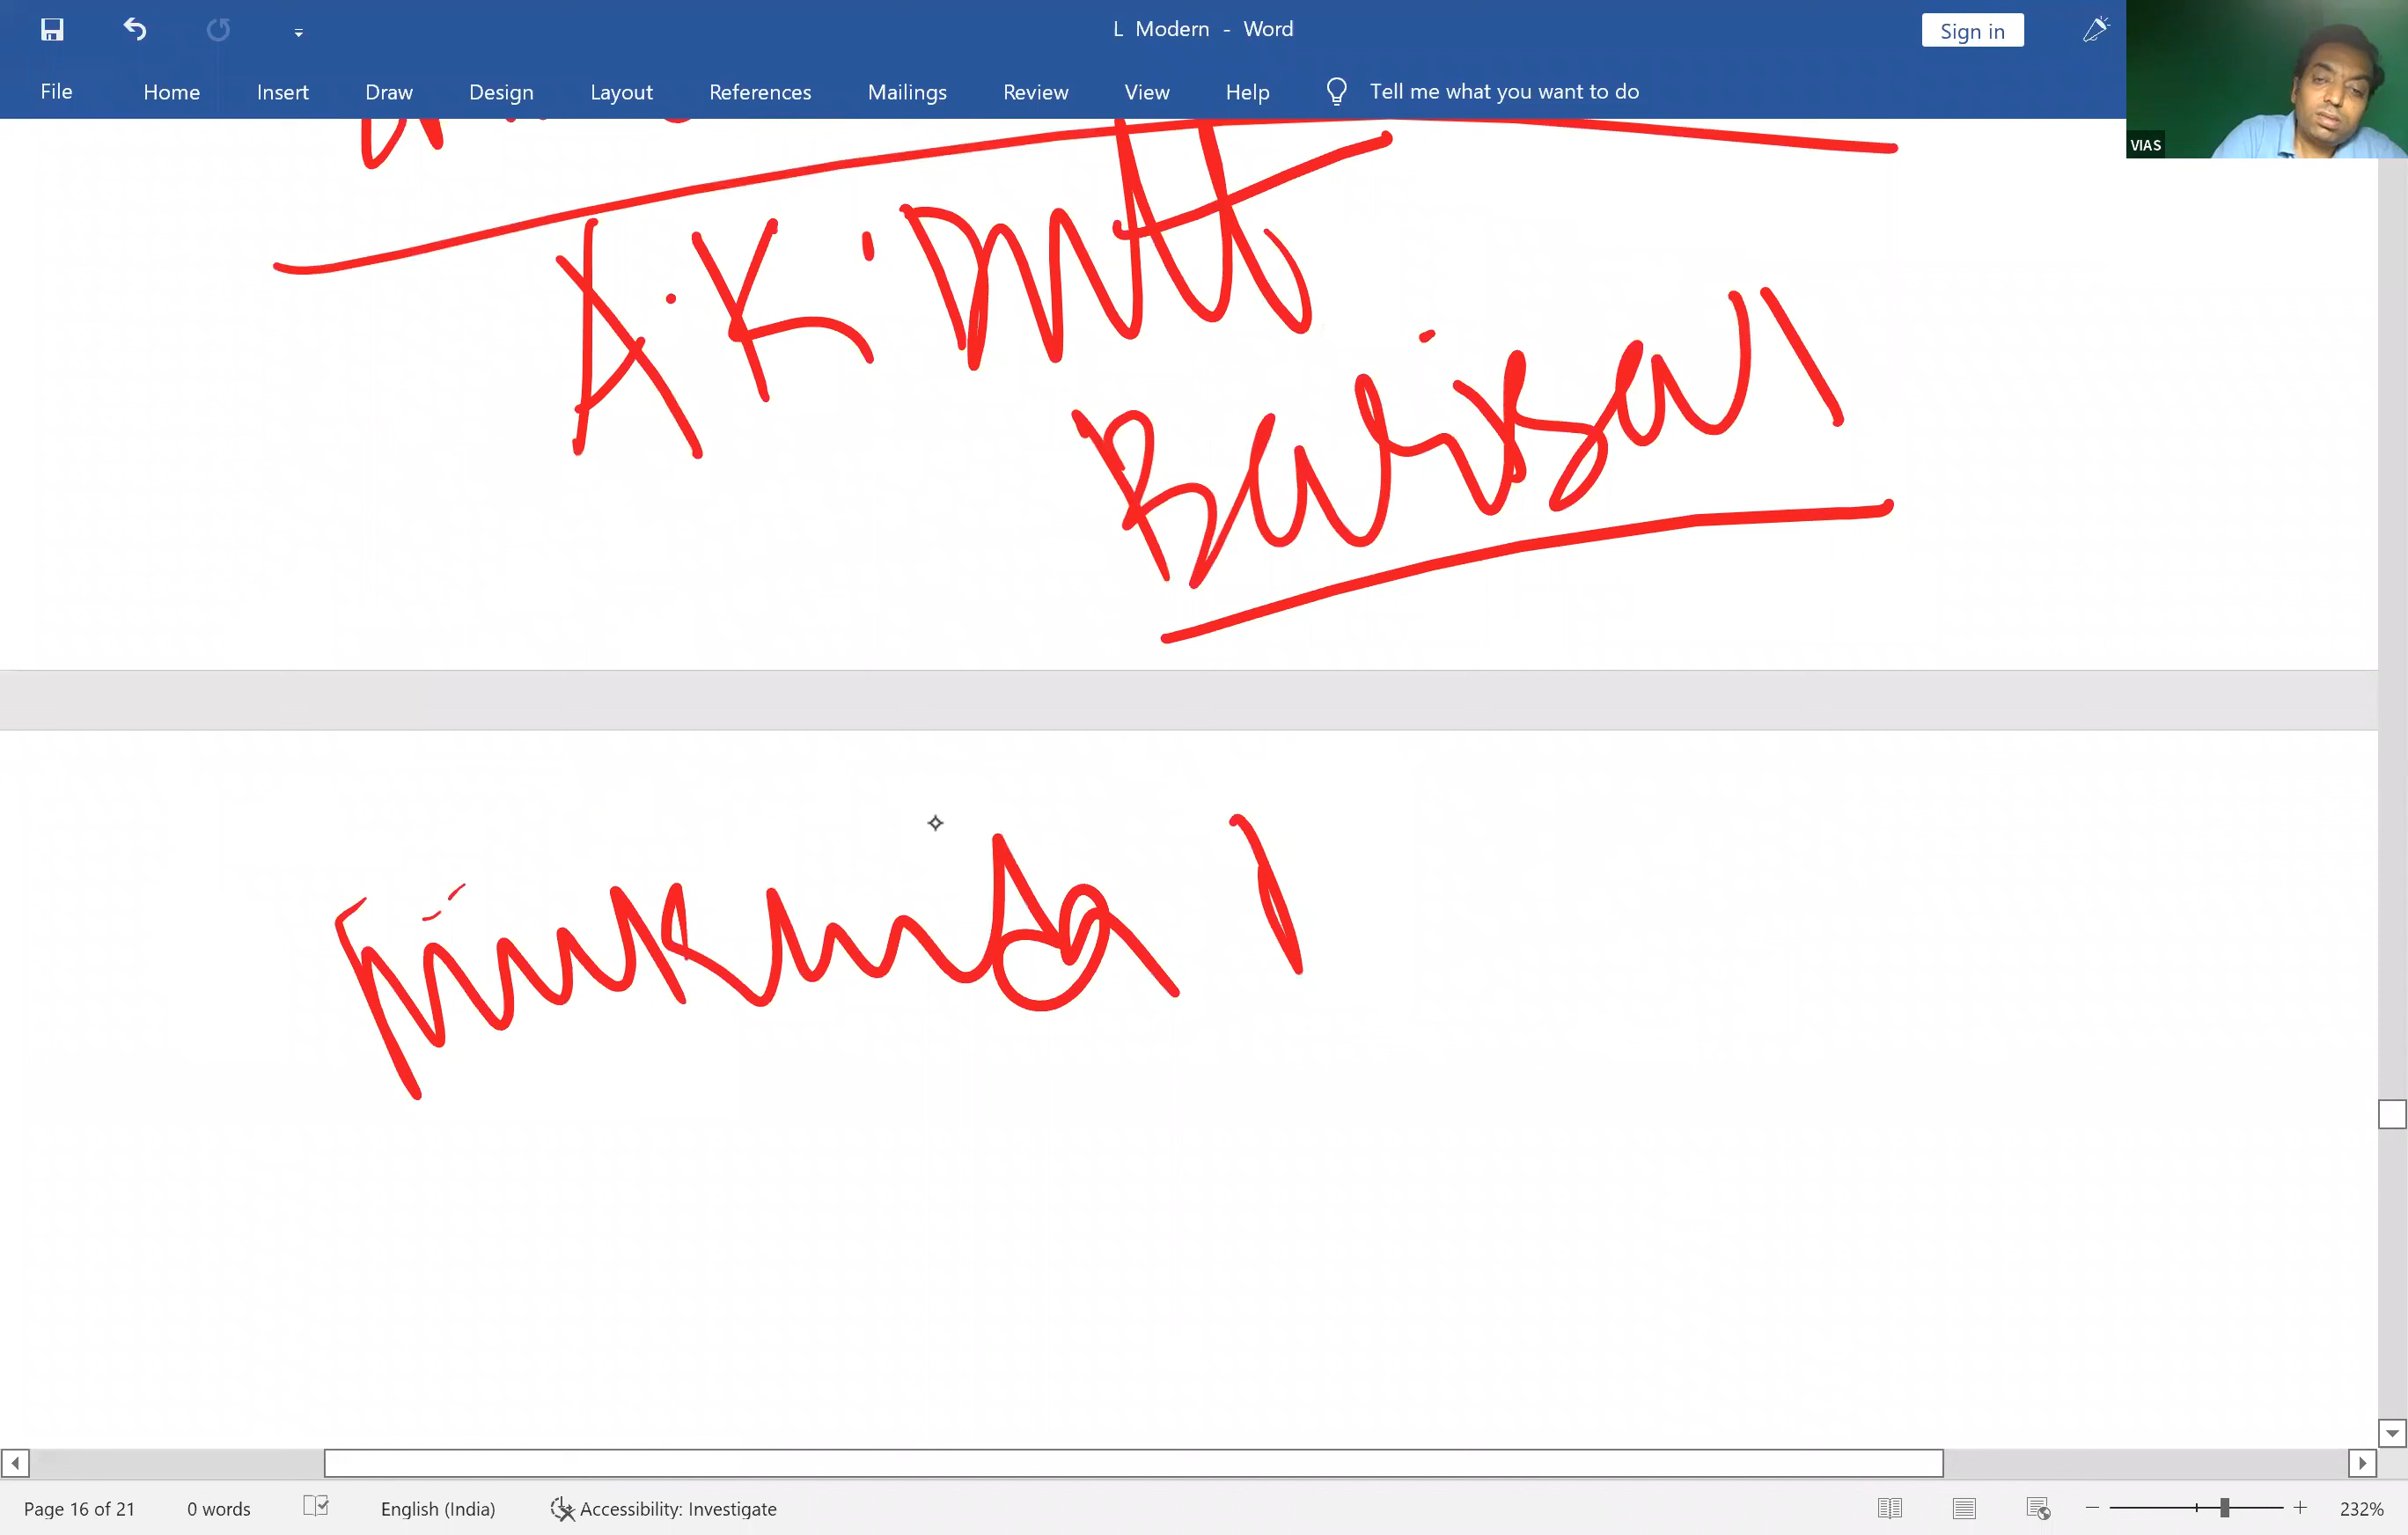 L Modern - Word
Sign in
File Home Insert Draw Design Layout References Mailings Review View Help Tell me what you want to do
VIAS
A.K.
Barisal
Mukunda
Page 16 of 21 0 words English (India) Accessibility: Investigate 232%